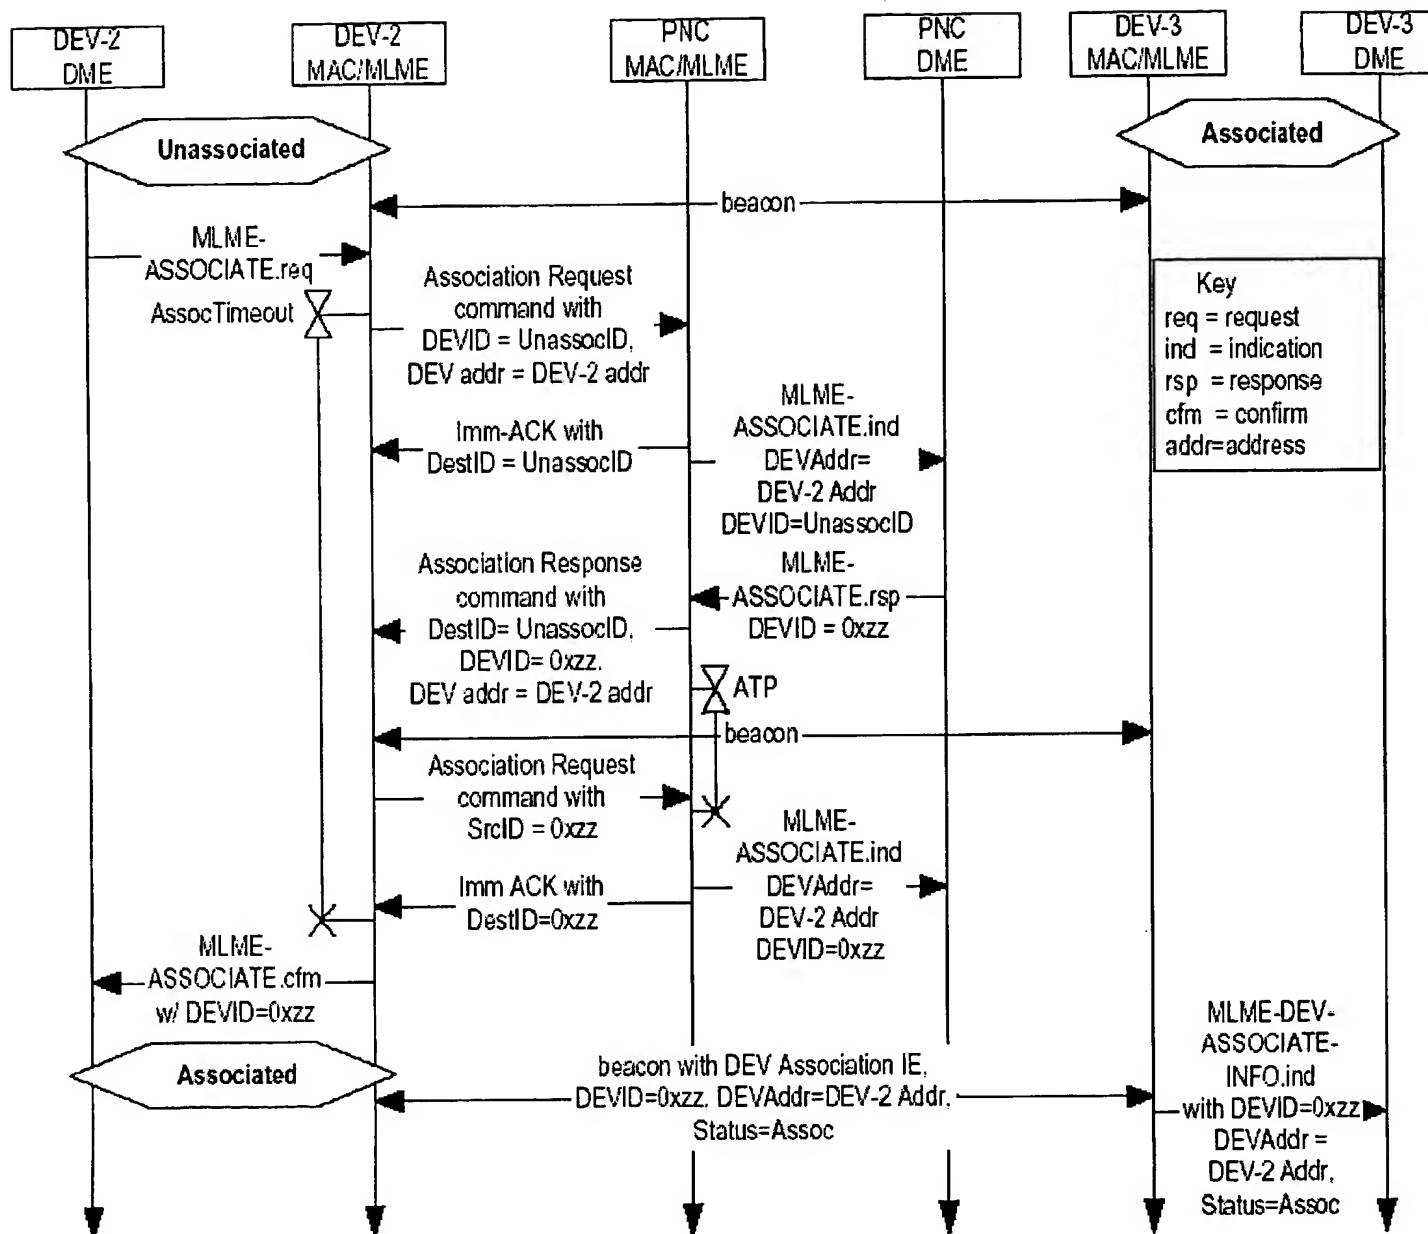 DEV-2
DME
DEV-2
MAC/MLME
PNC
MAC/MLME
PNC
DME
DEV-3
MAC/MLME
DEV-3
DME
Unassociated
Associated
beacon
MLME-
ASSOCIATE.req
AssocTimeout
Association Request
command with
DEVID = UnassocID,
DEV addr = DEV-2 addr
Key
req = request
ind = indication
rsp = response
cfm = confirm
addr=address
Imm-ACK with
DestID = UnassocID
MLME-
ASSOCIATE.ind
DEVAddr=
DEV-2 Addr
DEVID=UnassocID
MLME-
ASSOCIATE.rsp
DEVID = 0xzz
Association Response
command with
DestID= UnassocID,
DEVID= 0xzz,
DEV addr = DEV-2 addr
ATP
beacon
Association Request
command with
SrcID = 0xzz
MLME-
ASSOCIATE.ind
DEVAddr=
DEV-2 Addr
DEVID=0xzz
Imm ACK with
DestID=0xzz
MLME-
ASSOCIATE.cfm
w/ DEVID=0xzz
Associated
beacon with DEV Association IE,
DEVID=0xzz, DEVAddr=DEV-2 Addr,
Status=Assoc
MLME-DEV-
ASSOCIATE-
INFO.ind
with DEVID=0xzz
DEVAddr =
DEV-2 Addr,
Status=Assoc